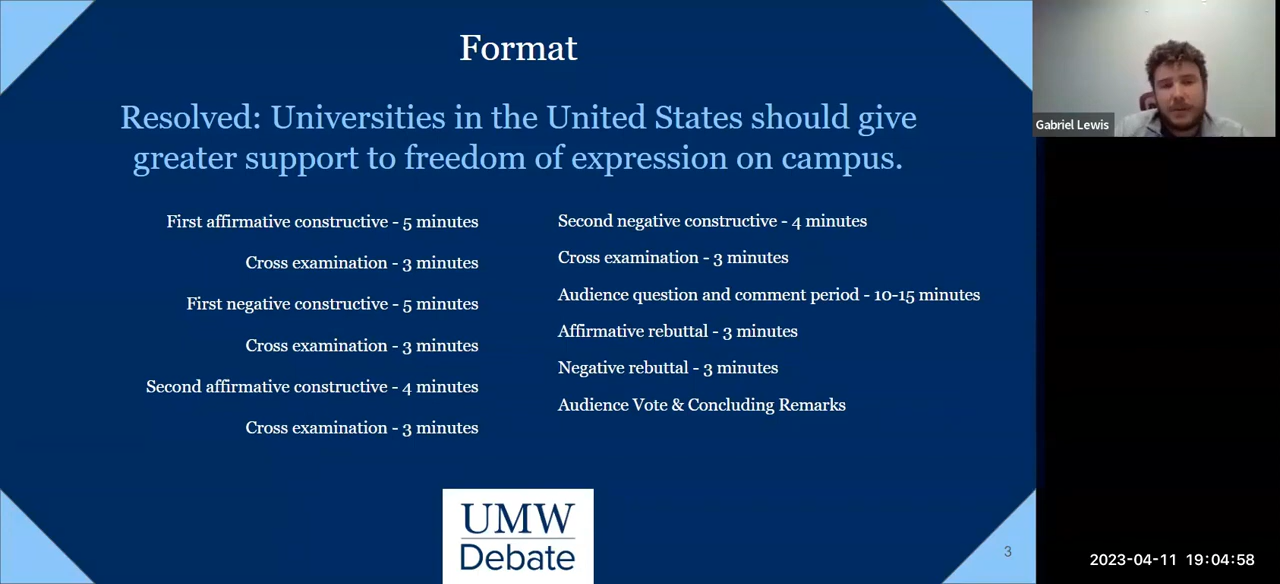 Format
Resolved: Universities in the United States should give
greater support to freedom of expression on campus.
First affirmative constructive - 5 minutes
Cross examination - 3 minutes
First negative constructive - 5 minutes
Cross examination - 3 minutes
Second affirmative constructive - 4 minutes
Cross examination - 3 minutes
Second negative constructive - 4 minutes
Cross examination - 3 minutes
Audience question and comment period - 10-15 minutes
Affirmative rebuttal - 3 minutes
Negative rebuttal - 3 minutes
Audience Vote & Concluding Remarks
UMW
Debate
3
Gabriel Lewis
2023-04-11 19:04:58